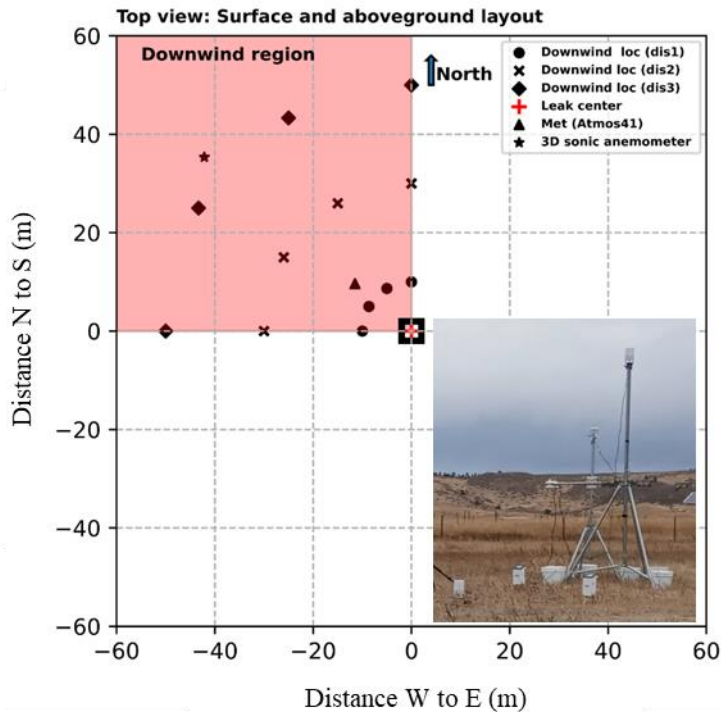 Top view: Surface and aboveground layout
60
40
20
0
−20
−40
−60
−60
−40
−20
0
20
40
60
Downwind region
North
Downwind loc (dis1)
Downwind loc (dis2)
Downwind loc (dis3)
Leak center
Met (Atmos41)
3D sonic anemometer
Distance N to S (m)
Distance W to E (m)